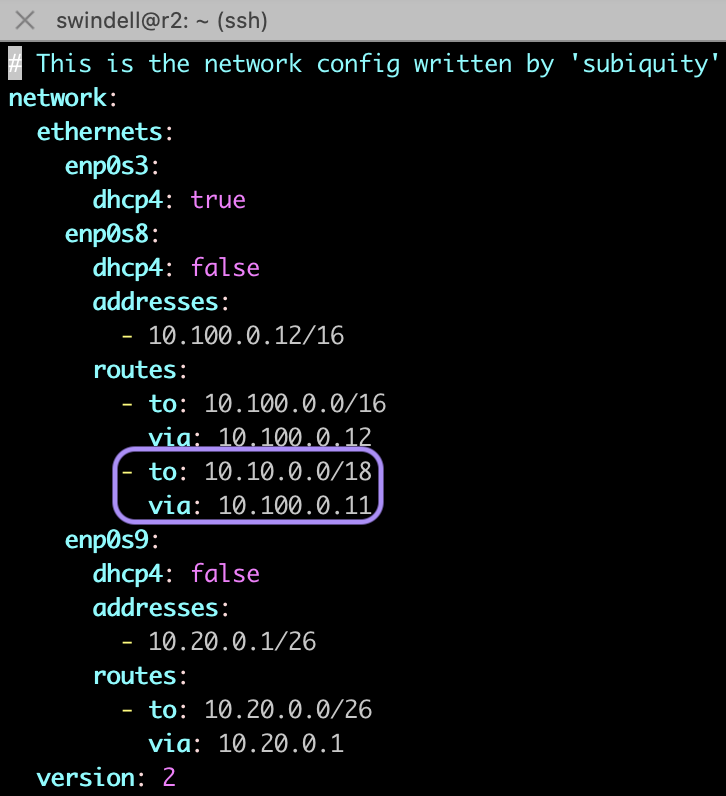 swindell@r2: ~ (ssh)
# This is the network config written by 'subiquity'
network:
  ethernets:
    enp0s3:
      dhcp4: true
    enp0s8:
      dhcp4: false
      addresses:
        - 10.100.0.12/16
      routes:
        - to: 10.100.0.0/16
          via: 10.100.0.12
        - to: 10.10.0.0/18
          via: 10.100.0.11
    enp0s9:
      dhcp4: false
      addresses:
        - 10.20.0.1/26
      routes:
        - to: 10.20.0.0/26
          via: 10.20.0.1
  version: 2